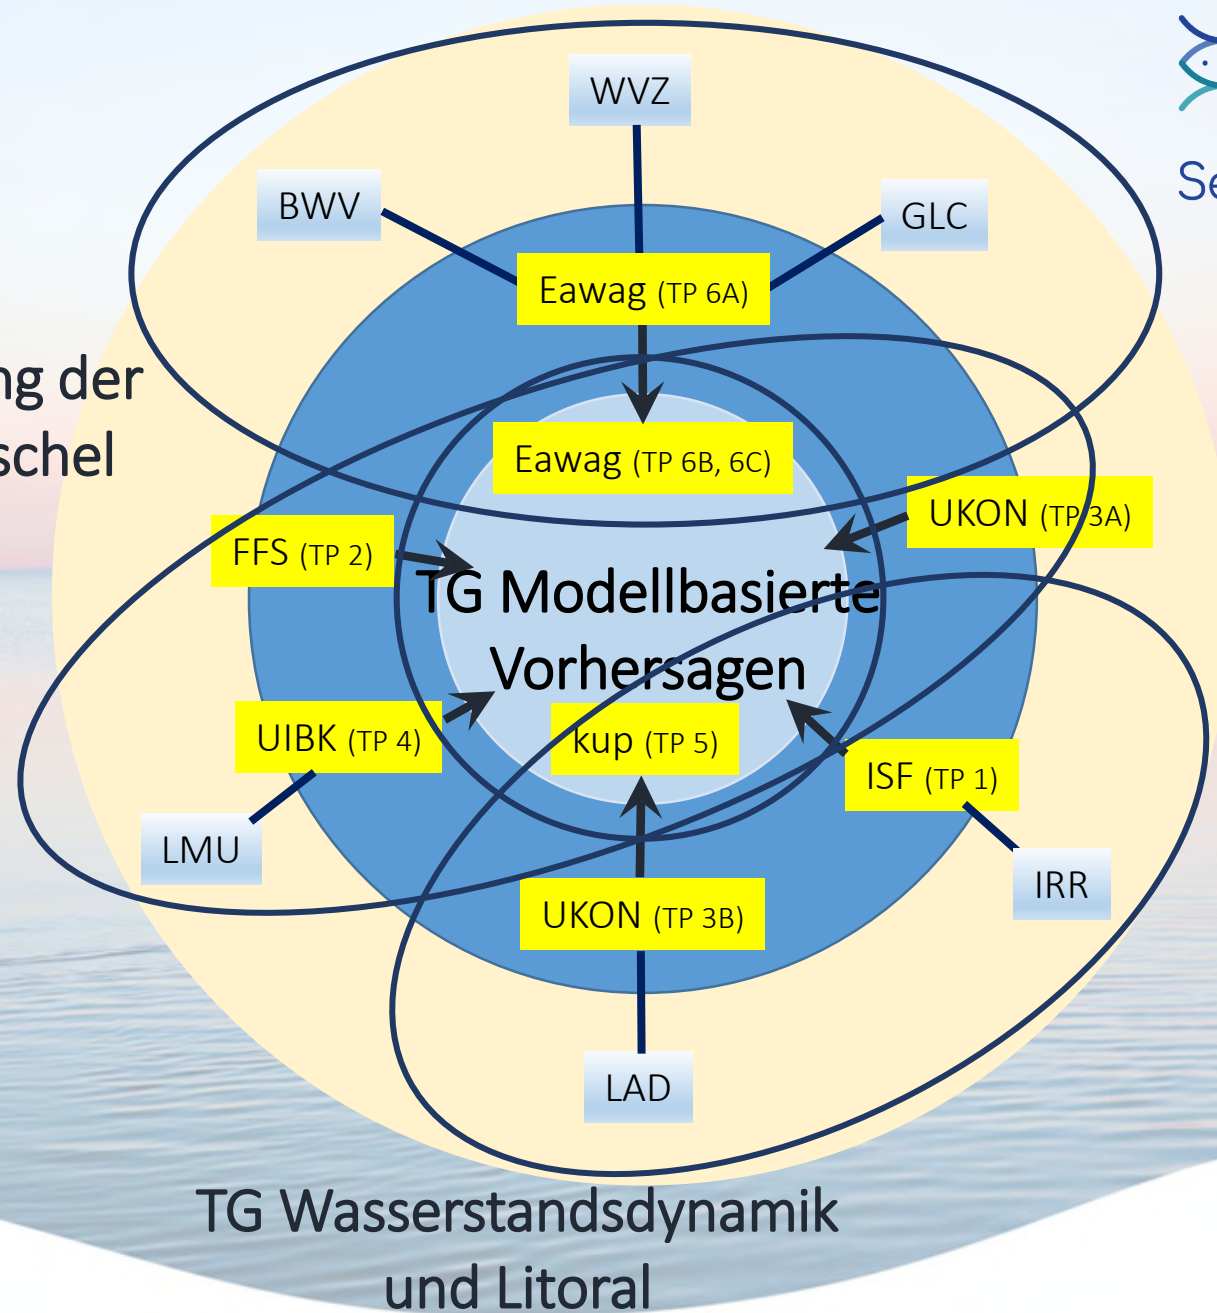 WVZ
Se
BWV
GLC
Eawag (TP 6A)
ng der
schel
Eawag (TP 6B, 6C)
UKON (TP 3A)
FFS (TP 2)
TG Modellbasierte
Vorhersagen
UIBK (TP 4)
kup (TP 5)
ISF (TP 1)
LMU
IRR
UKON (TP 3B)
LAD
TG Wasserstandsdynamik
und Litoral